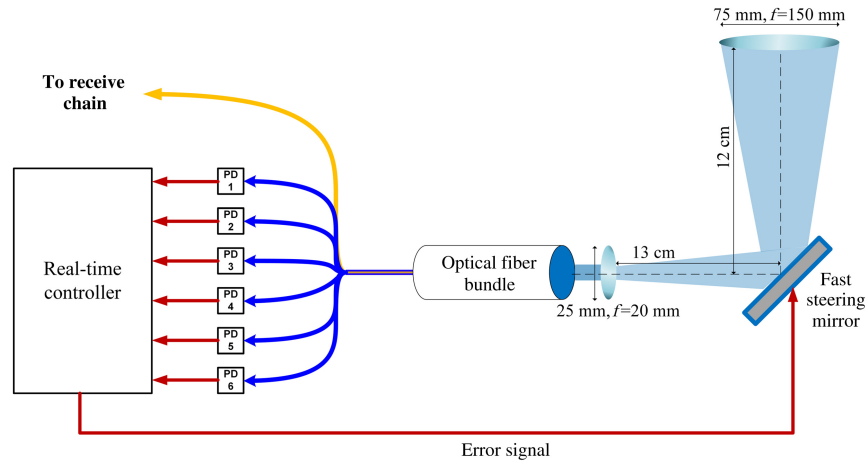 75 mm, f=150 mm
To receive
chain
12 cm
PD
1
PD
2
PD
3
PD
4
PD
5
PD
6
Real-time
controller
Optical fiber
bundle
13 cm
25 mm, f=20 mm
Fast
steering
mirror
Error signal